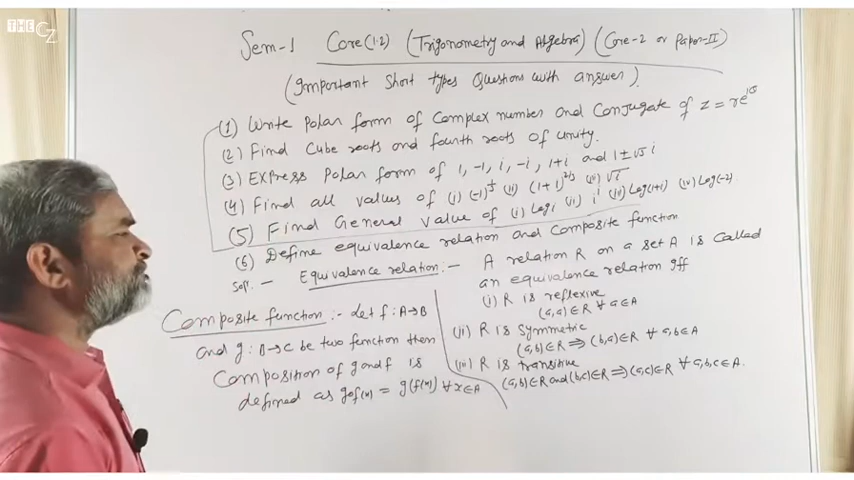 THE CZ
Sem-1 Core(1.2) (Trigonometry and Algebra) (Core-2 or Paper-II)
(Important Short types Questions with answer)
(1) Write polar form of complex number and conjugate of z = re^iθ
(2) Find cube roots and fourth roots of unity.
(3) Express polar form of 1, -1, i, -i, 1+i and 1±√3 i
(4) Find all values of (i) (-1)^ (ii) (1+i)^2/3 (iii) √i
(5) Find General value of (i) Log i (ii) i^i (iii) Log(1+i) (iv) Log(-2).
(6) Define equivalence relation and composite function
Sol. — Equivalence relation :- A relation R on a set A is called
an equivalence relation iff
(i) R is reflexive
(a,a)∈R ∀ a∈A
(ii) R is symmetric
(a,b)∈R ⇒ (b,a)∈R ∀ a,b∈A
(iii) R is transitive
(a,b)∈R and (b,c)∈R ⇒ (a,c)∈R ∀ a,b,c∈A.
Composite function :- Let f : A→B
and g : B→C be two function then
composition of g and f is
defined as gof(x) = g(f(x)) ∀ x∈A